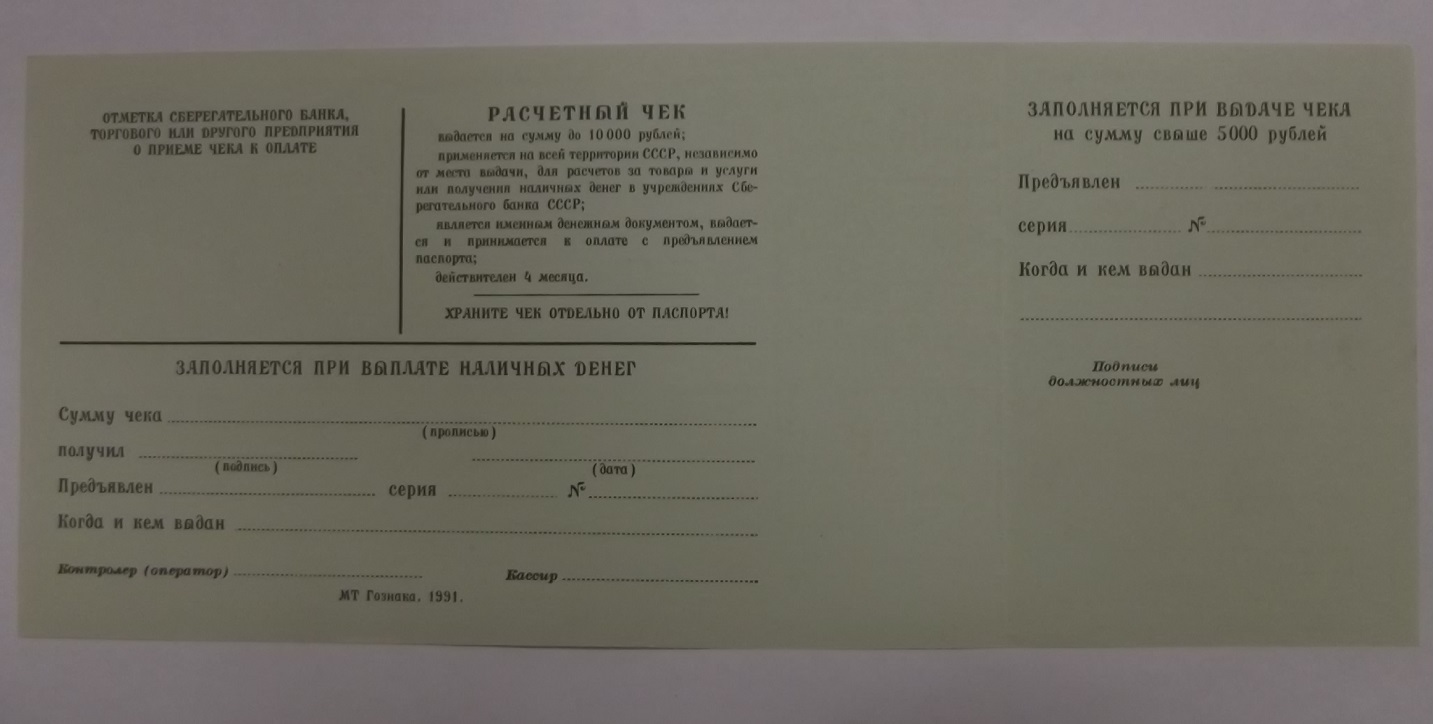 ОТМЕТКА СБЕРЕГАТЕЛЬНОГО БАНКА,
ТОРГОВОГО ИЛИ ДРУГОГО ПРЕДПРИЯТИЯ
О ПРИЕМЕ ЧЕКА К ОПЛАТЕ
РАСЧЕТНЫЙ ЧЕК
выдается на сумму до 10 000 рублей;
применяется на всей территории СССР, независимо
от места выдачи, для расчетов за товары и услуги
или получения наличных денег в учреждениях Сбе-
регательного банка СССР;
является именным денежным документом, выдает-
ся и принимается к оплате с предъявлением
паспорта;
действителен 4 месяца.
ХРАНИТЕ ЧЕК ОТДЕЛЬНО ОТ ПАСПОРТА!
ЗАПОЛНЯЕТСЯ ПРИ ВЫПЛАТЕ НАЛИЧНЫХ ДЕНЕГ
Сумму чека
(прописью)
получил
(подпись) (дата)
Предъявлен серия №
Когда и кем выдан
Контролер (оператор) Кассир
МТ Гознака. 1991.
ЗАПОЛНЯЕТСЯ ПРИ ВЫДАЧЕ ЧЕКА
на сумму свыше 5000 рублей
Предъявлен
серия №
Когда и кем выдан
Подписи
должностных лиц